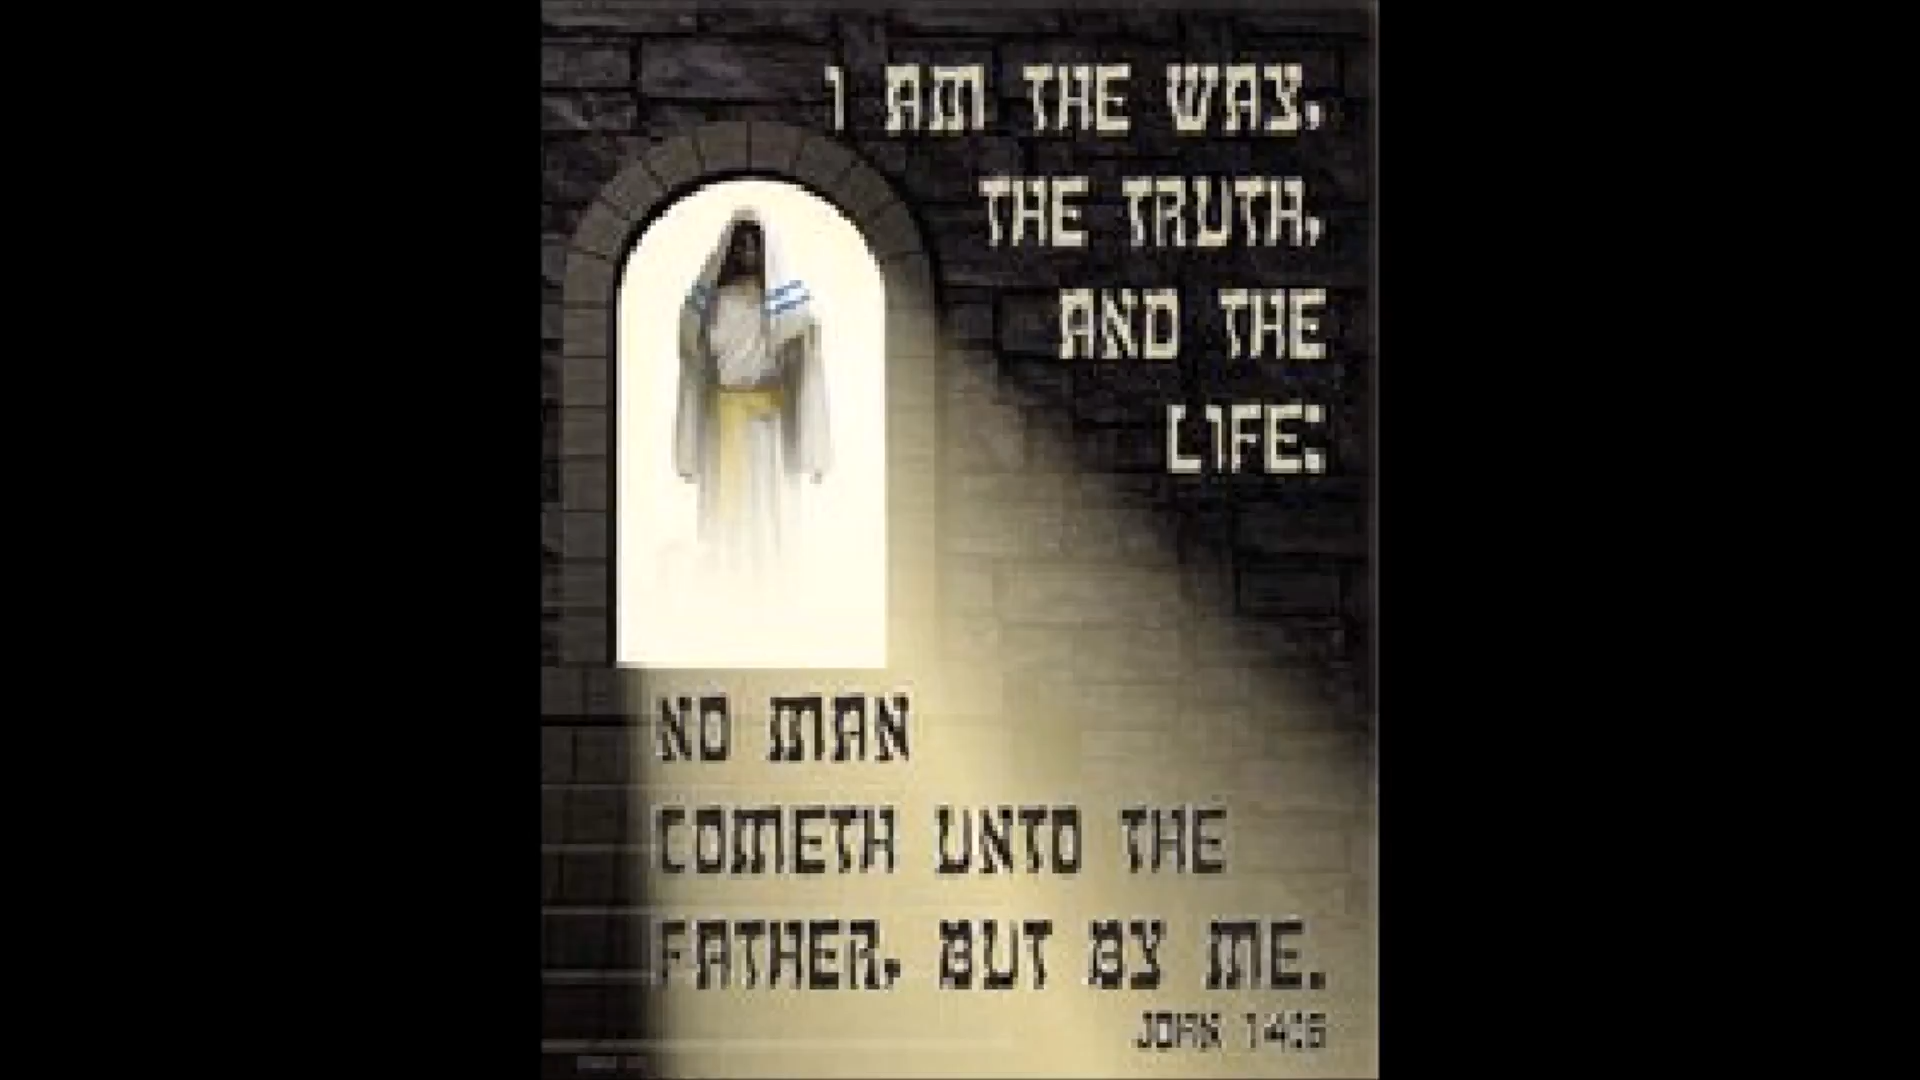 I AM THE WAY,
THE TRUTH,
AND THE
LIFE:
NO MAN
COMETH UNTO THE
FATHER, BUT BY ME.
JOHN 14:6